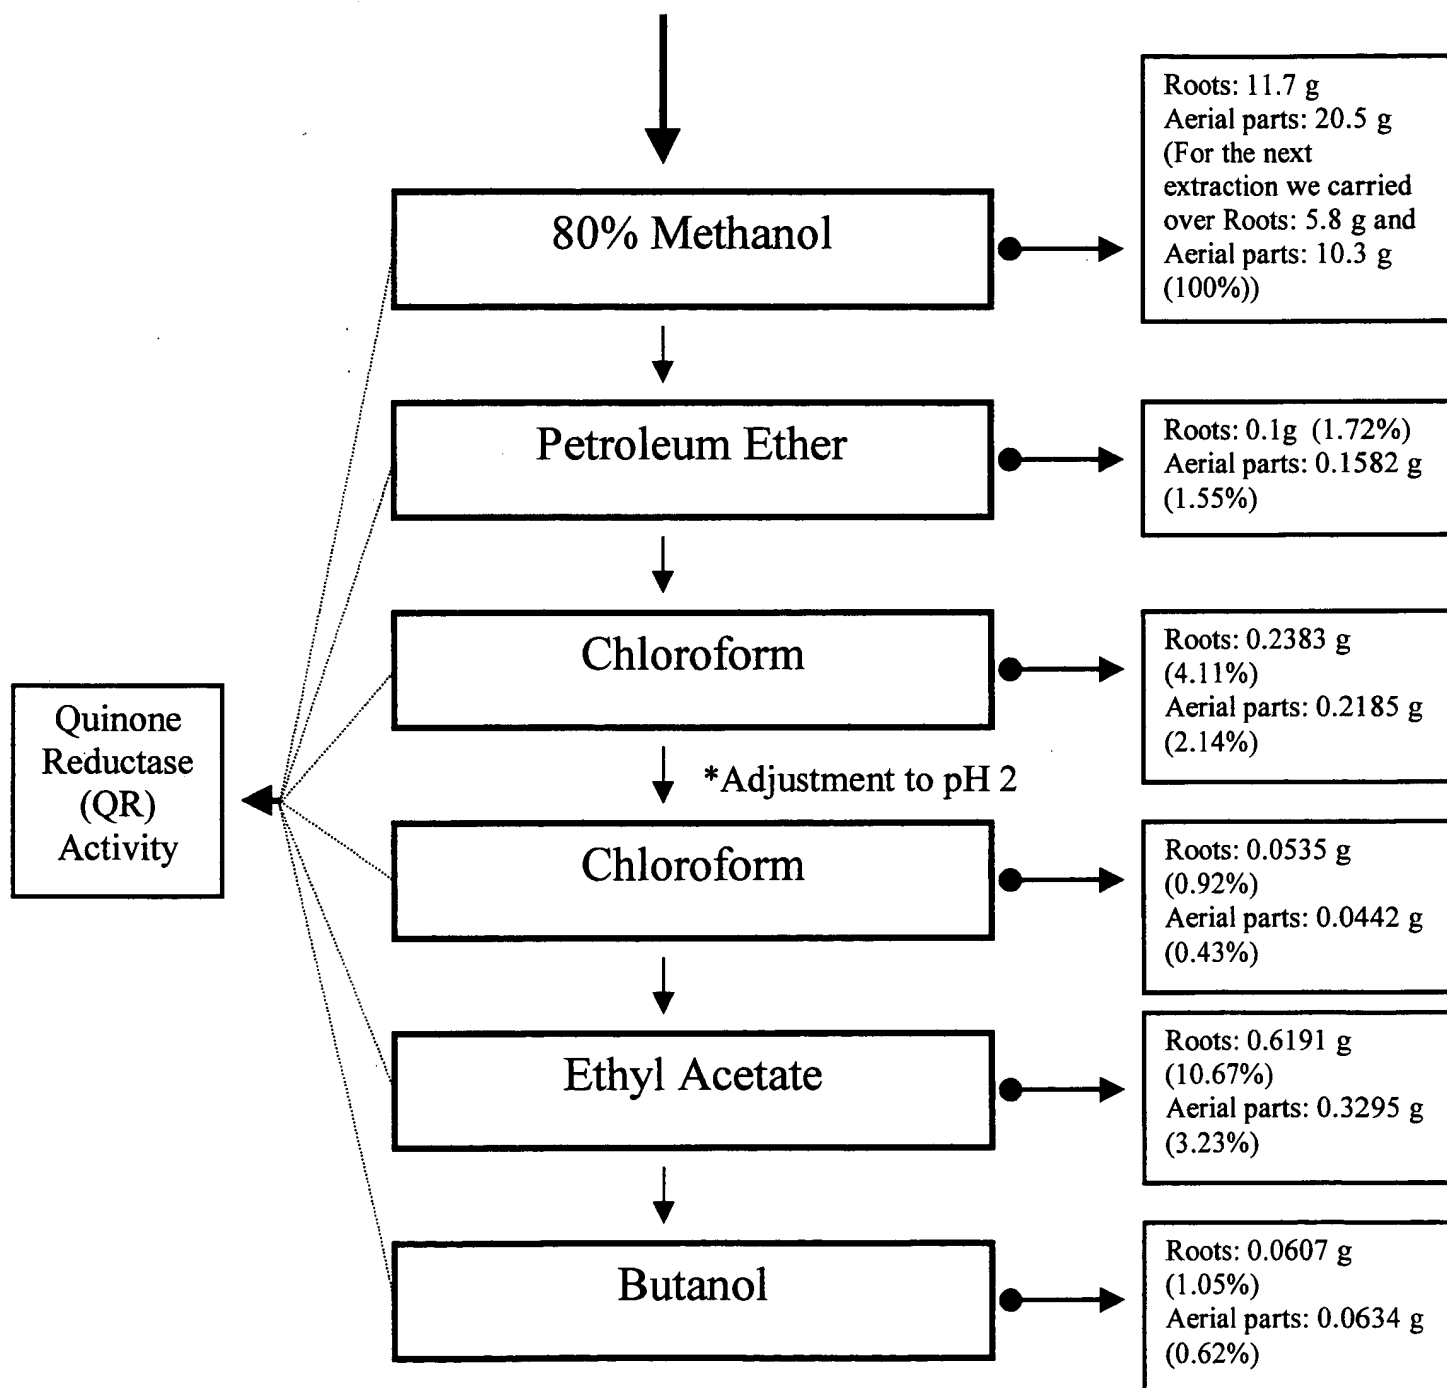 80% Methanol
Roots: 11.7 g
Aerial parts: 20.5 g
(For the next
extraction we carried
over Roots: 5.8 g and
Aerial parts: 10.3 g
(100%))
Petroleum Ether
Roots: 0.1g (1.72%)
Aerial parts: 0.1582 g
(1.55%)
Chloroform
Roots: 0.2383 g
(4.11%)
Aerial parts: 0.2185 g
(2.14%)
Quinone
Reductase
(QR)
Activity
*Adjustment to pH 2
Chloroform
Roots: 0.0535 g
(0.92%)
Aerial parts: 0.0442 g
(0.43%)
Ethyl Acetate
Roots: 0.6191 g
(10.67%)
Aerial parts: 0.3295 g
(3.23%)
Butanol
Roots: 0.0607 g
(1.05%)
Aerial parts: 0.0634 g
(0.62%)